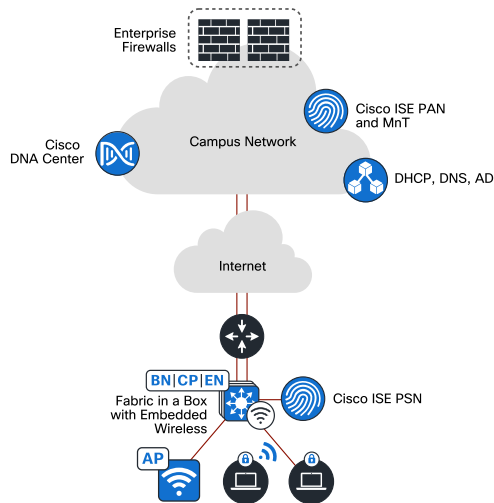 Enterprise
Firewalls
Cisco ISE PAN
and MnT
Campus Network
Cisco
DNA Center
DHCP, DNS, AD
Internet
BN|CP|EN
Fabric in a Box
with Embedded
Wireless
Cisco ISE PSN
AP